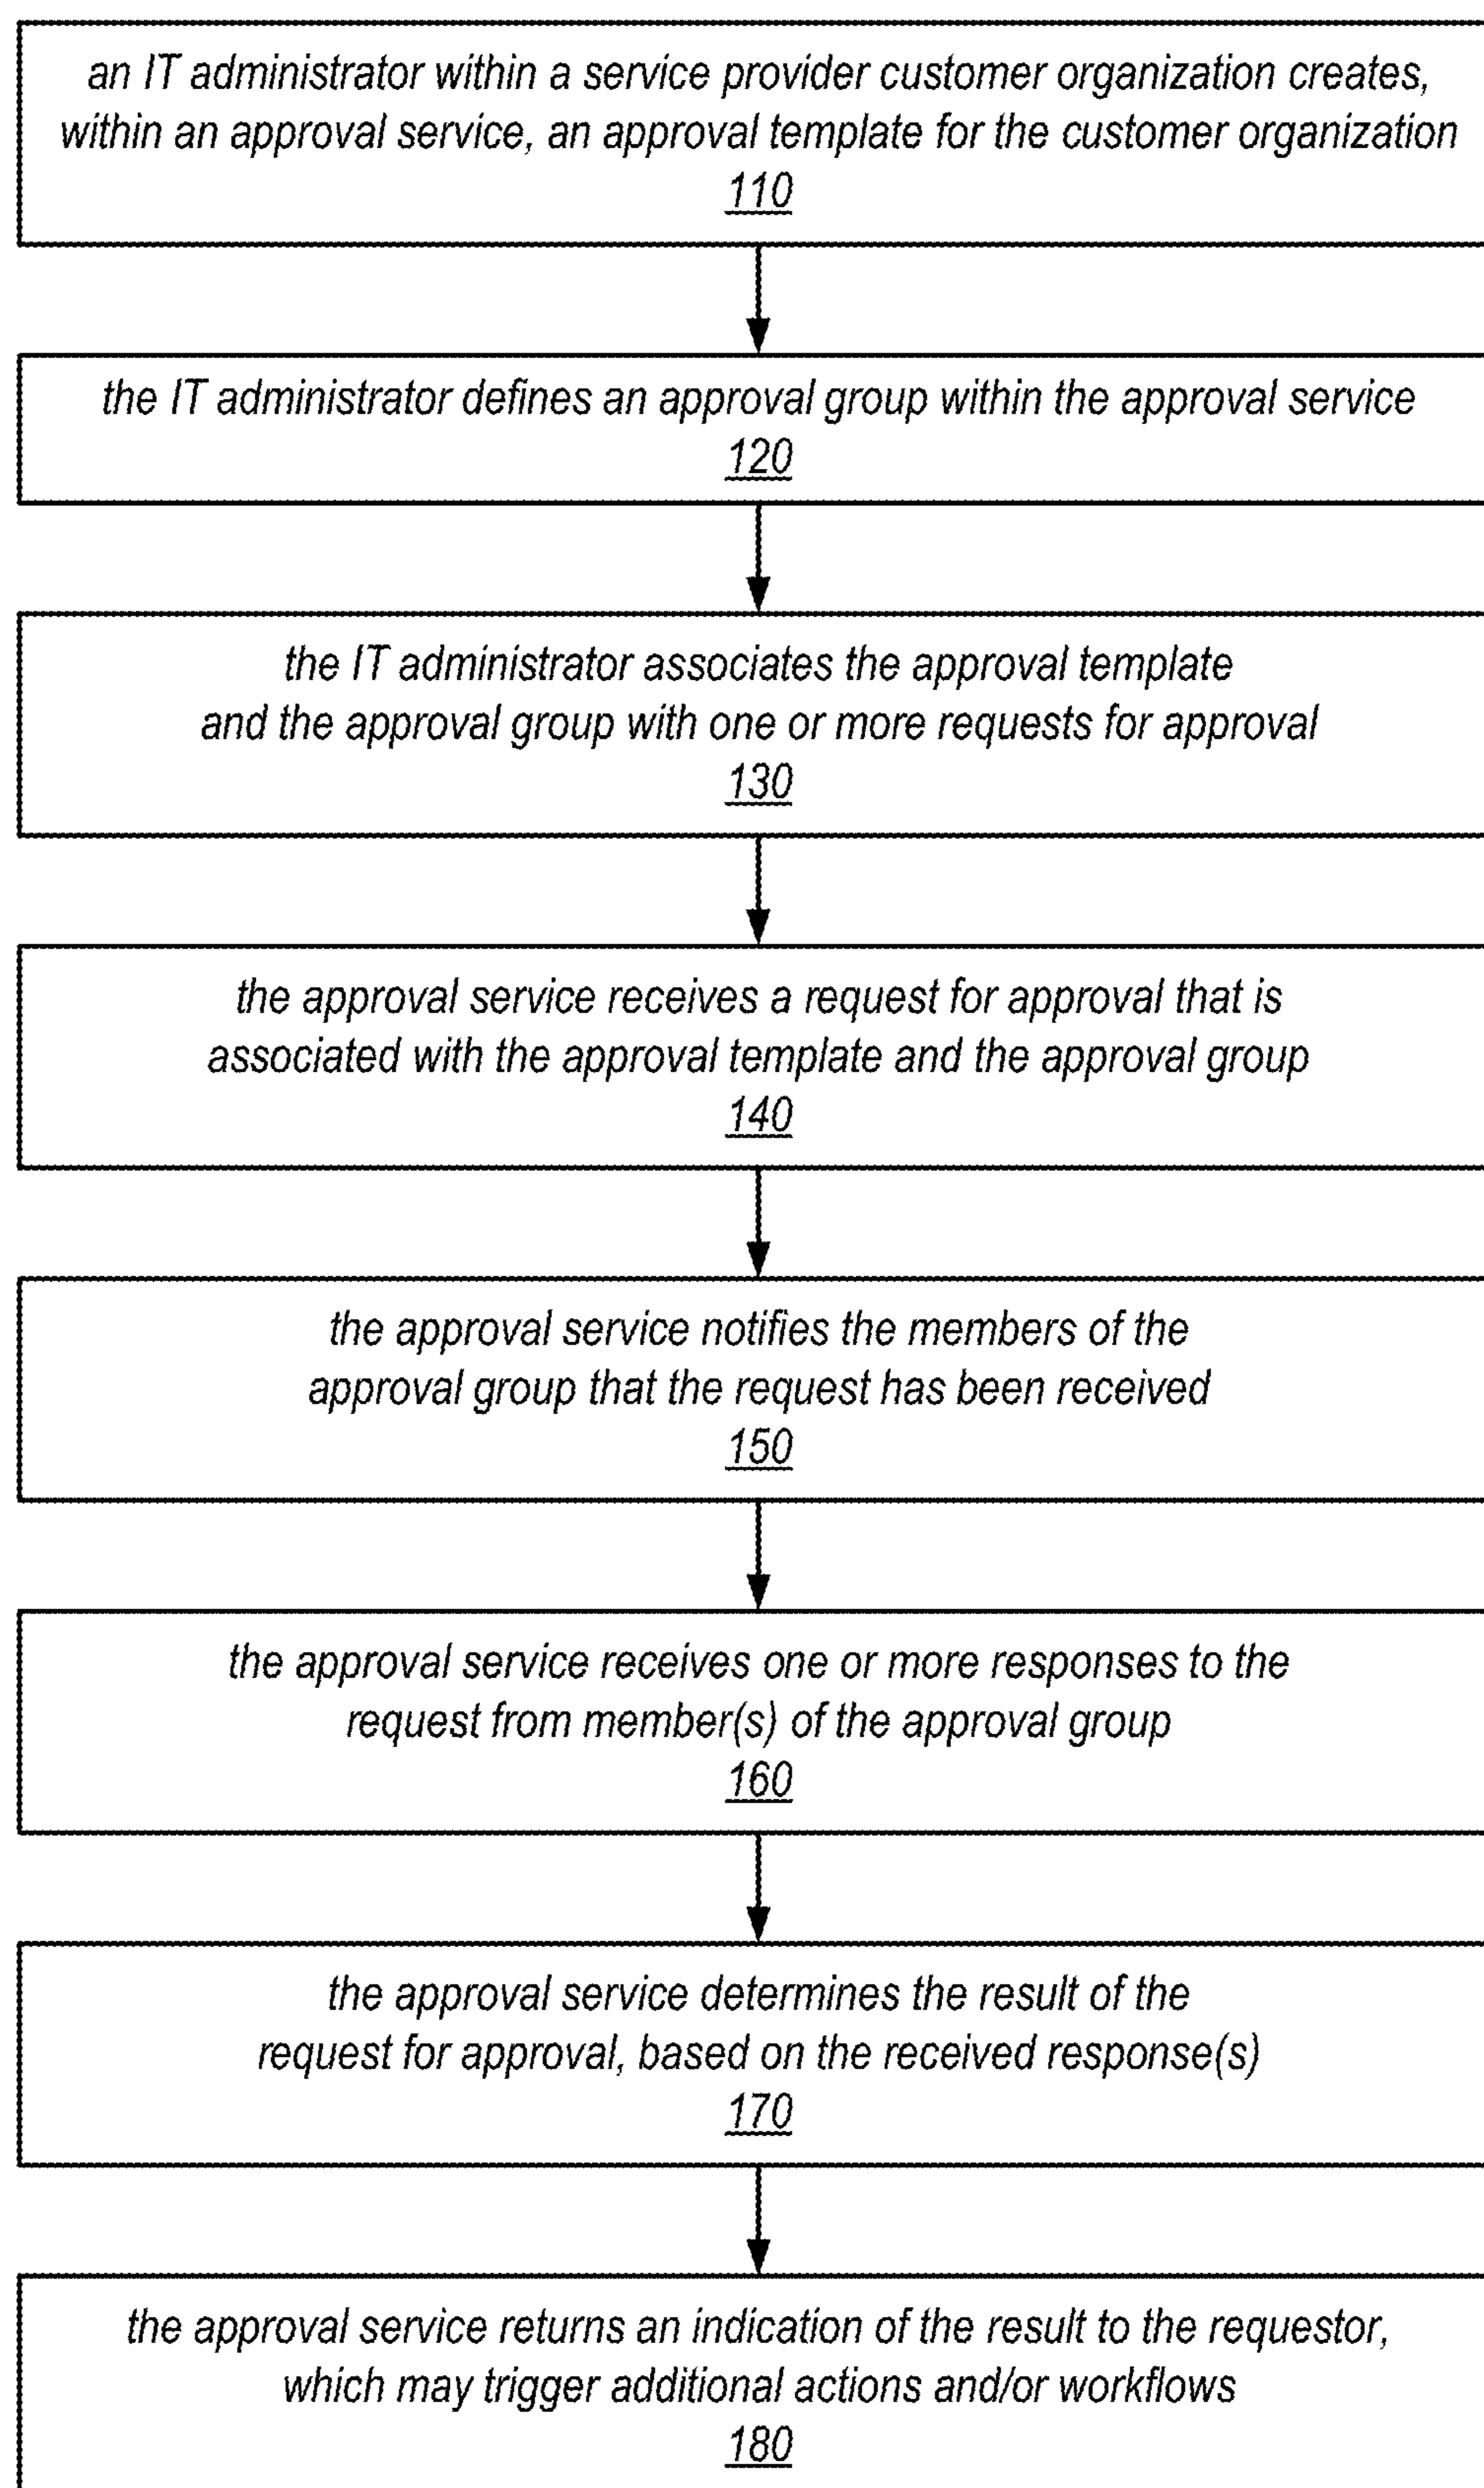 an IT administrator within a service provider customer organization creates,
within an approval service, an approval template for the customer organization
110
the IT administrator defines an approval group within the approval service
120
the IT administrator associates the approval template
and the approval group with one or more requests for approval
130
the approval service receives a request for approval that is
associated with the approval template and the approval group
140
the approval service notifies the members of the
approval group that the request has been received
150
the approval service receives one or more responses to the
request from member(s) of the approval group
160
the approval service determines the result of the
request for approval, based on the received response(s)
170
the approval service returns an indication of the result to the requestor,
which may trigger additional actions and/or workflows
180